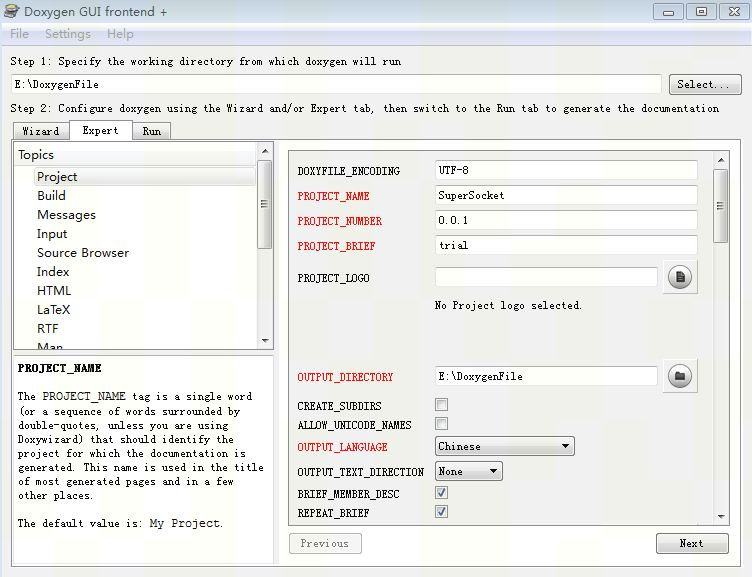 Doxygen GUI frontend +
File Settings Help
Step 1: Specify the working directory from which doxygen will run
E:\DoxygenFile Select...
Step 2: Configure doxygen using the Wizard and/or Expert tab, then switch to the Run tab to generate the documentation
Wizard Expert Run
Topics
Project
Build
Messages
Input
Source Browser
Index
HTML
LaTeX
RTF
Man
PROJECT_NAME
The PROJECT_NAME tag is a single word
(or a sequence of words surrounded by
double-quotes, unless you are using
Doxywizard) that should identify the
project for which the documentation is
generated. This name is used in the title
of most generated pages and in a few
other places.
The default value is: My Project.
DOXYFILE_ENCODING UTF-8
PROJECT_NAME SuperSocket
PROJECT_NUMBER 0.0.1
PROJECT_BRIEF trial
PROJECT_LOGO
No Project logo selected.
OUTPUT_DIRECTORY E:\DoxygenFile
CREATE_SUBDIRS
ALLOW_UNICODE_NAMES
OUTPUT_LANGUAGE Chinese
OUTPUT_TEXT_DIRECTION None
BRIEF_MEMBER_DESC
REPEAT_BRIEF
Previous Next